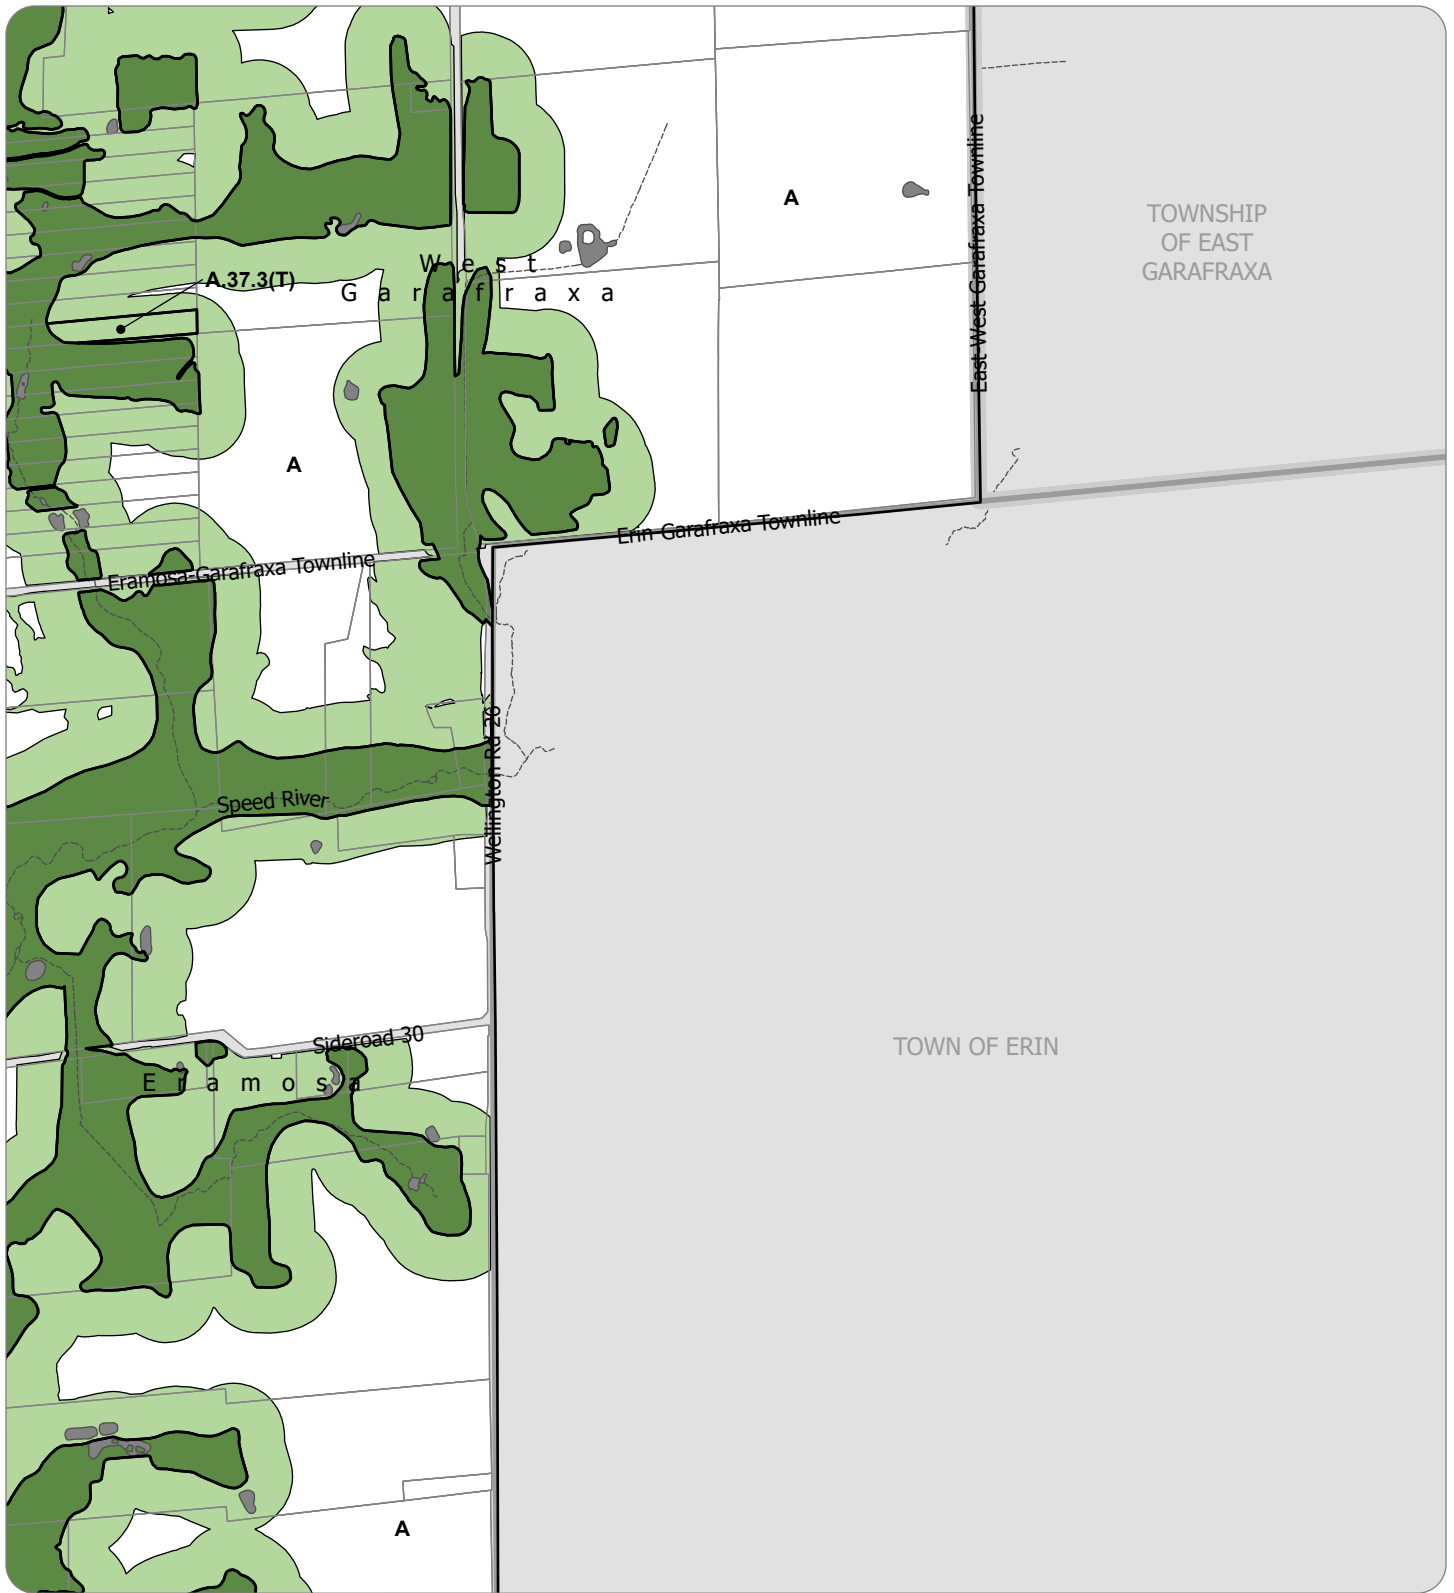 A
East-West Garafraxa Townline
TOWNSHIP
OF EAST
GARAFRAXA
West
Garafraxa
A.37.3(T)
A
Erin Garafraxa Townline
Eramosa-Garafraxa Townline
Wellington Rd 26
Speed River
Sideroad 30
Eramosa
TOWN OF ERIN
A